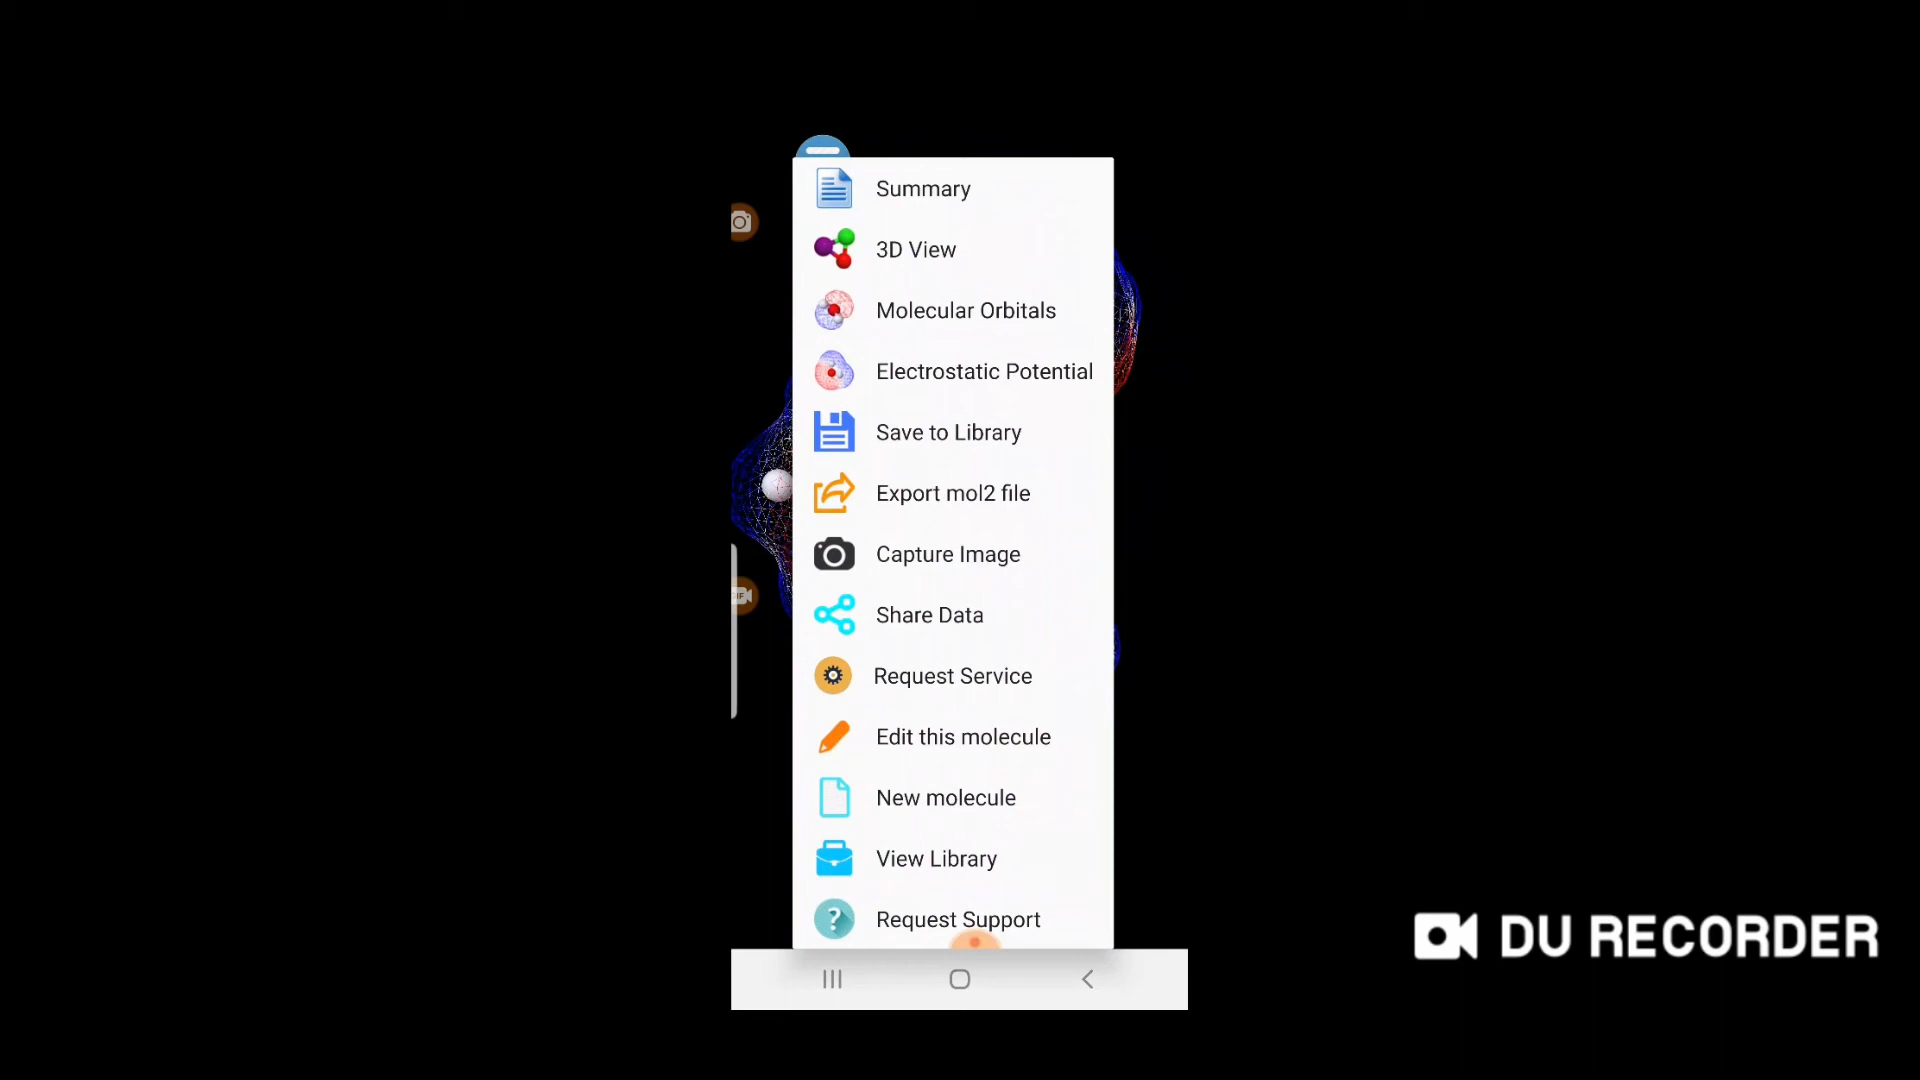 Summary
3D View
Molecular Orbitals
Electrostatic Potential
Save to Library
Export mol2 file
Capture Image
Share Data
Request Service
Edit this molecule
New molecule
View Library
Request Support
DU RECORDER